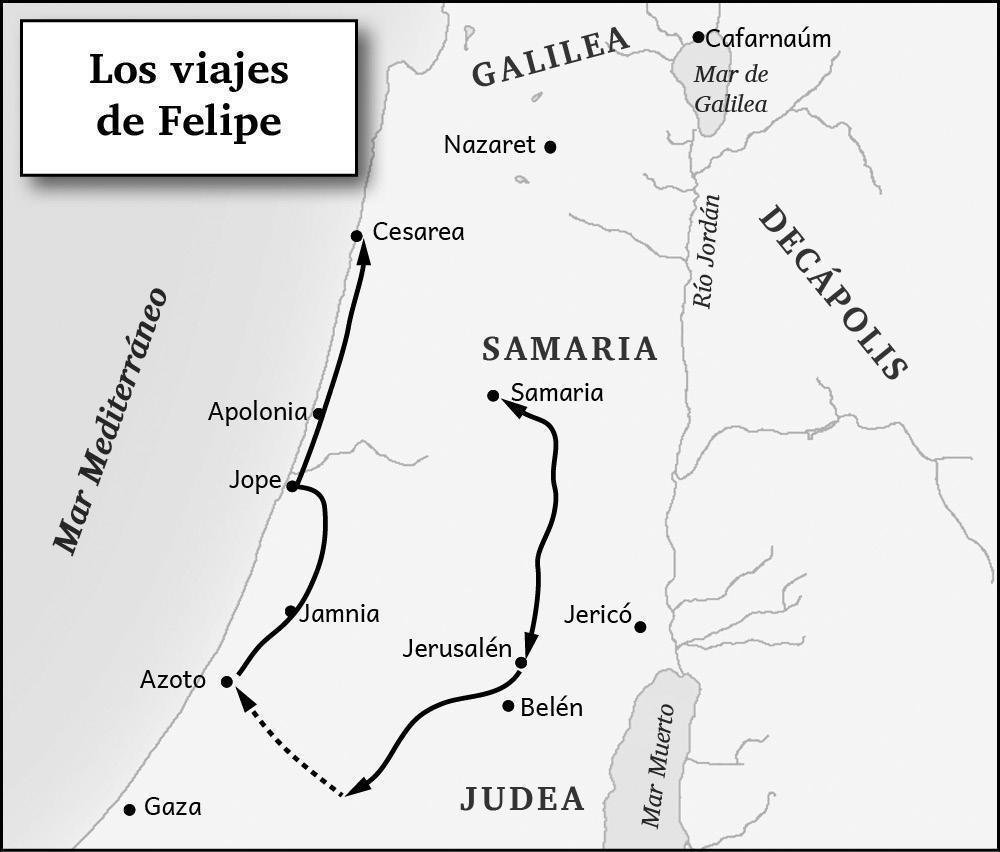 Los viajes
de Felipe
GALILEA
Cafarnaúm
Mar de
Galilea
Nazaret
Cesarea
Río Jordán
DECÁPOLIS
Mar Mediterráneo
SAMARIA
Samaria
Apolonia
Jope
Jamnia
Jericó
Jerusalén
Azoto
Belén
Mar Muerto
JUDEA
Gaza